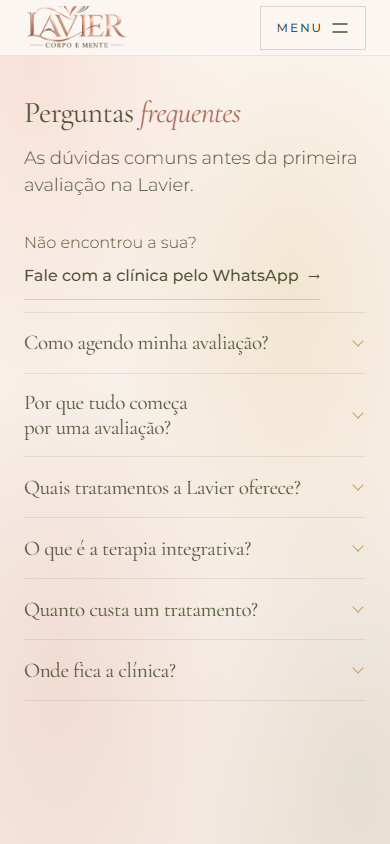 LAVIER
CORPO E MENTE
MENU
Perguntas frequentes
As dúvidas comuns antes da primeira
avaliação na Lavier.
Não encontrou a sua?
Fale com a clínica pelo WhatsApp →
Como agendo minha avaliação?
Por que tudo começa
por uma avaliação?
Quais tratamentos a Lavier oferece?
O que é a terapia integrativa?
Quanto custa um tratamento?
Onde fica a clínica?